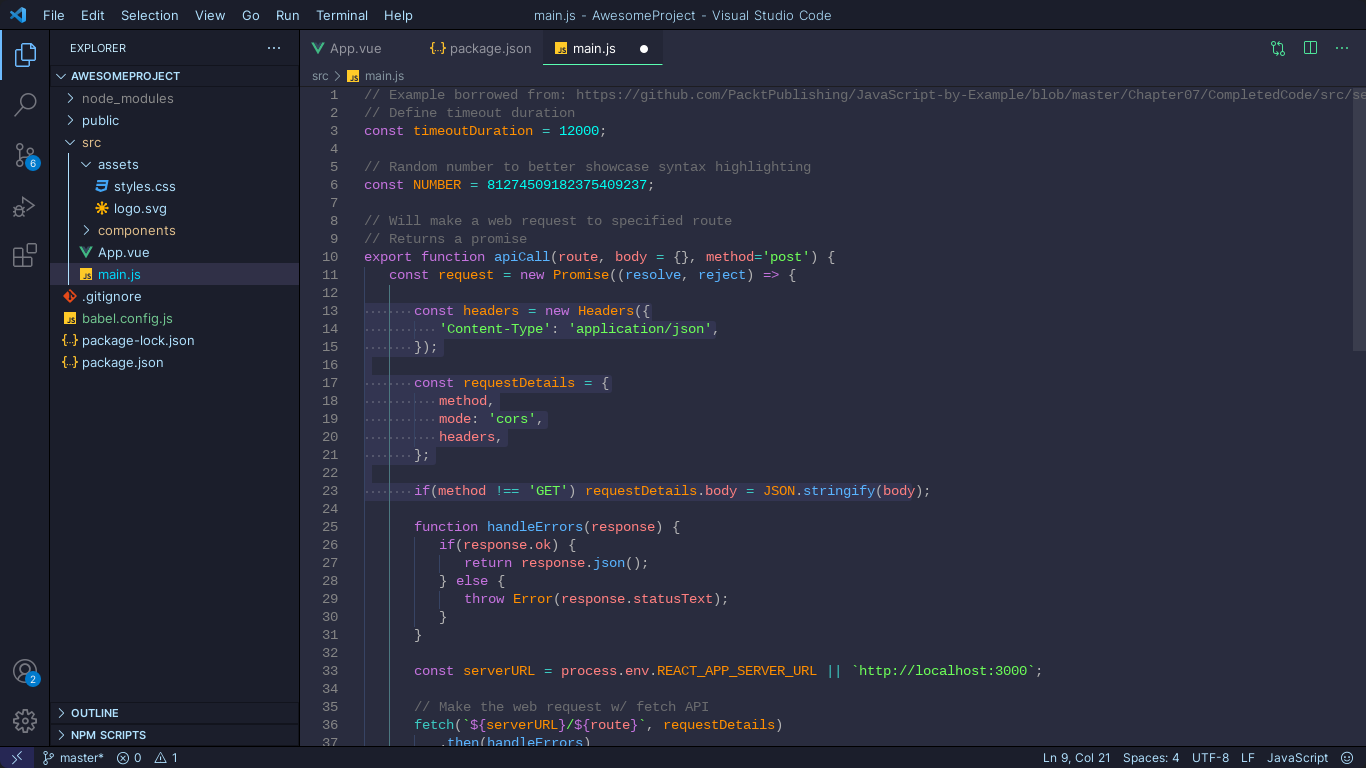 File Edit Selection View Go Run Terminal Help main.js - AwesomeProject - Visual Studio Code
EXPLORER
AWESOMEPROJECT
node_modules
public
src
assets
styles.css
logo.svg
components
App.vue
main.js
.gitignore
babel.config.js
package-lock.json
package.json
OUTLINE
NPM SCRIPTS
6
2
App.vue {..} package.json JS main.js
src > JS main.js
1 // Example borrowed from: https://github.com/PacktPublishing/JavaScript-by-Example/blob/master/Chapter07/CompletedCode/src/se
2 // Define timeout duration
3 const timeoutDuration = 12000;
4
5 // Random number to better showcase syntax highlighting
6 const NUMBER = 81274509182375409237;
7
8 // Will make a web request to specified route
9 // Returns a promise
10 export function apiCall(route, body = {}, method='post') {
11 const request = new Promise((resolve, reject) => {
12
13 const headers = new Headers({
14 'Content-Type': 'application/json',
15 });
16
17 const requestDetails = {
18 method,
19 mode: 'cors',
20 headers,
21 };
22
23 if(method !== 'GET') requestDetails.body = JSON.stringify(body);
24
25 function handleErrors(response) {
26 if(response.ok) {
27 return response.json();
28 } else {
29 throw Error(response.statusText);
30 }
31 }
32
33 const serverURL = process.env.REACT_APP_SERVER_URL || `http://localhost:3000`;
34
35 // Make the web request w/ fetch API
36 fetch(`${serverURL}/${route}`, requestDetails)
37 .then(handleErrors)
master* 0 1 Ln 9, Col 21 Spaces: 4 UTF-8 LF JavaScript